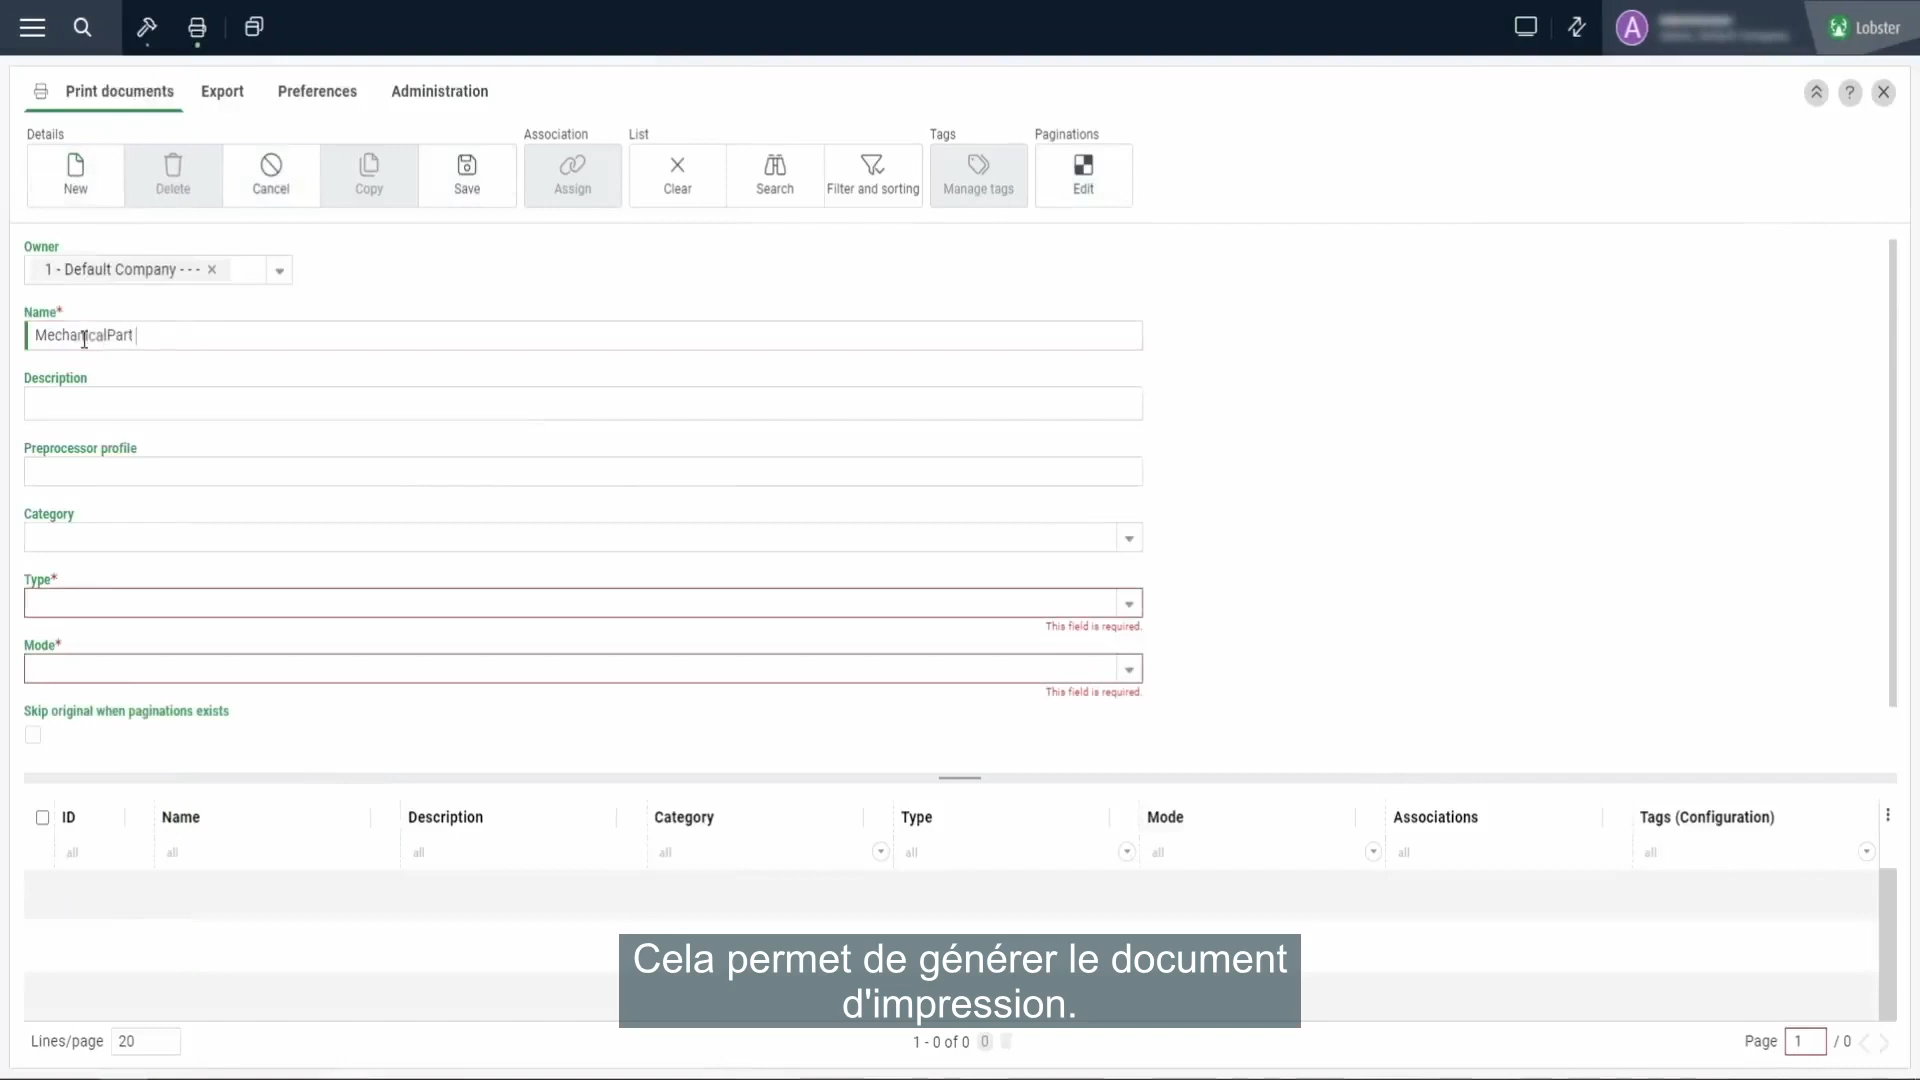 A
Lobster
Print documents Export Preferences Administration
?
Details Association List Tags Paginations
New Delete Cancel Copy Save Assign Clear Search Filter and sorting Manage tags Edit
Owner
1 - Default Company - - - ×
Name*
MechanicalPart
Description
Preprocessor profile
Category
Type*
This field is required.
Mode*
This field is required.
Skip original when paginations exists
ID Name Description Category Type Mode Associations Tags (Configuration)
all all all all all all all all
Cela permet de générer le document
d'impression.
Lines/page 20 1 - 0 of 0 0 Page 1 / 0